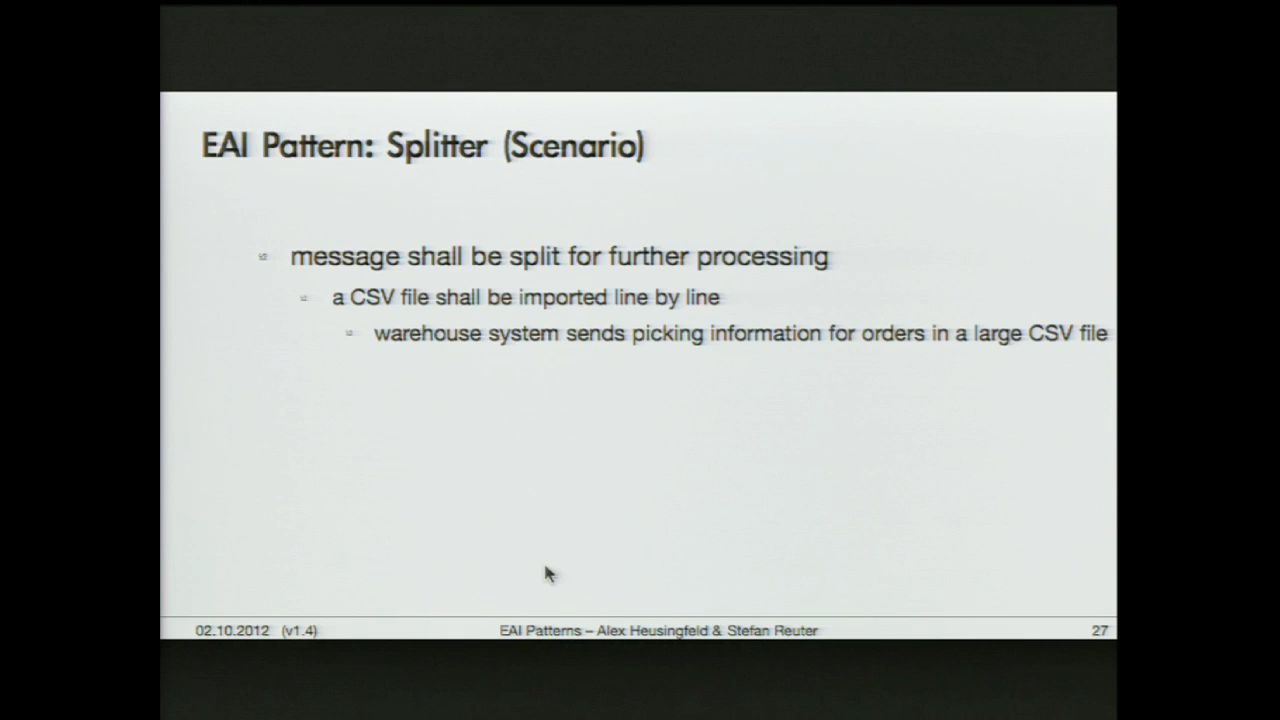 EAI Pattern: Splitter (Scenario)
message shall be split for further processing
a CSV file shall be imported line by line
warehouse system sends picking information for orders in a large CSV file
02.10.2012 (v1.4) EAI Patterns – Alex Heusingfeld & Stefan Reuter 27